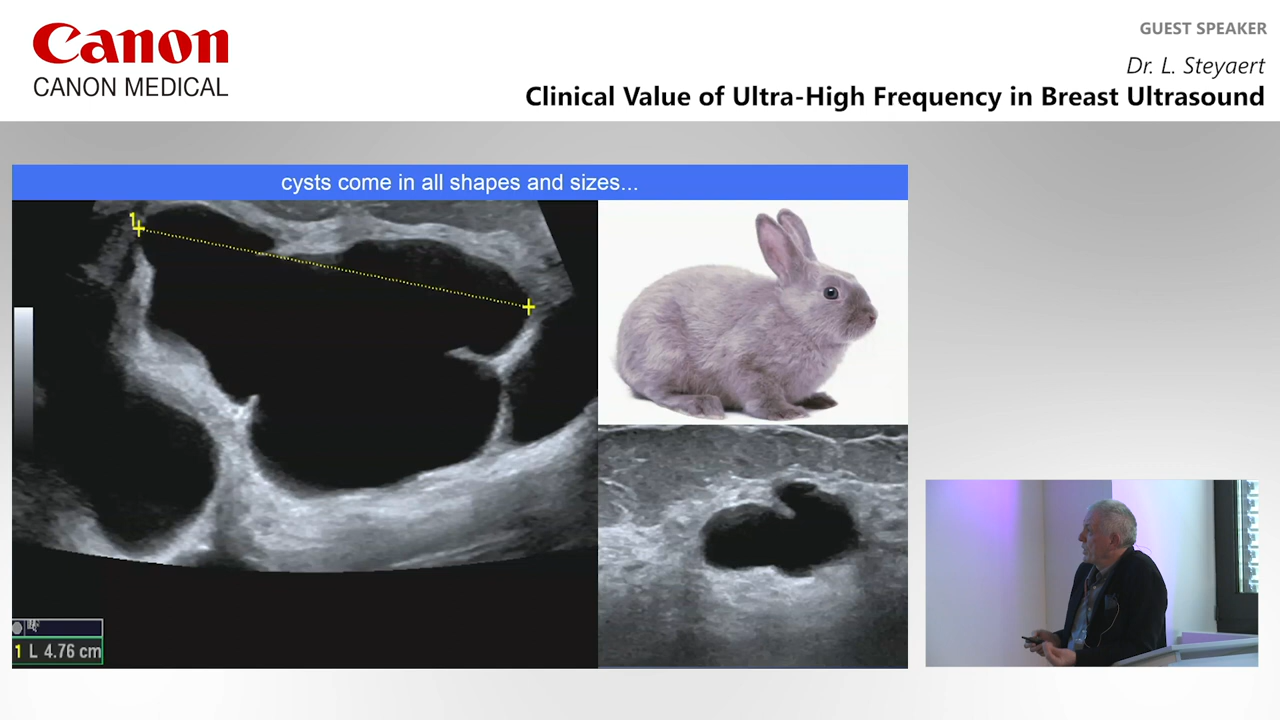 Canon
CANON MEDICAL
GUEST SPEAKER
Dr. L. Steyaert
Clinical Value of Ultra-High Frequency in Breast Ultrasound
cysts come in all shapes and sizes...
1
1 L 4.76 cm